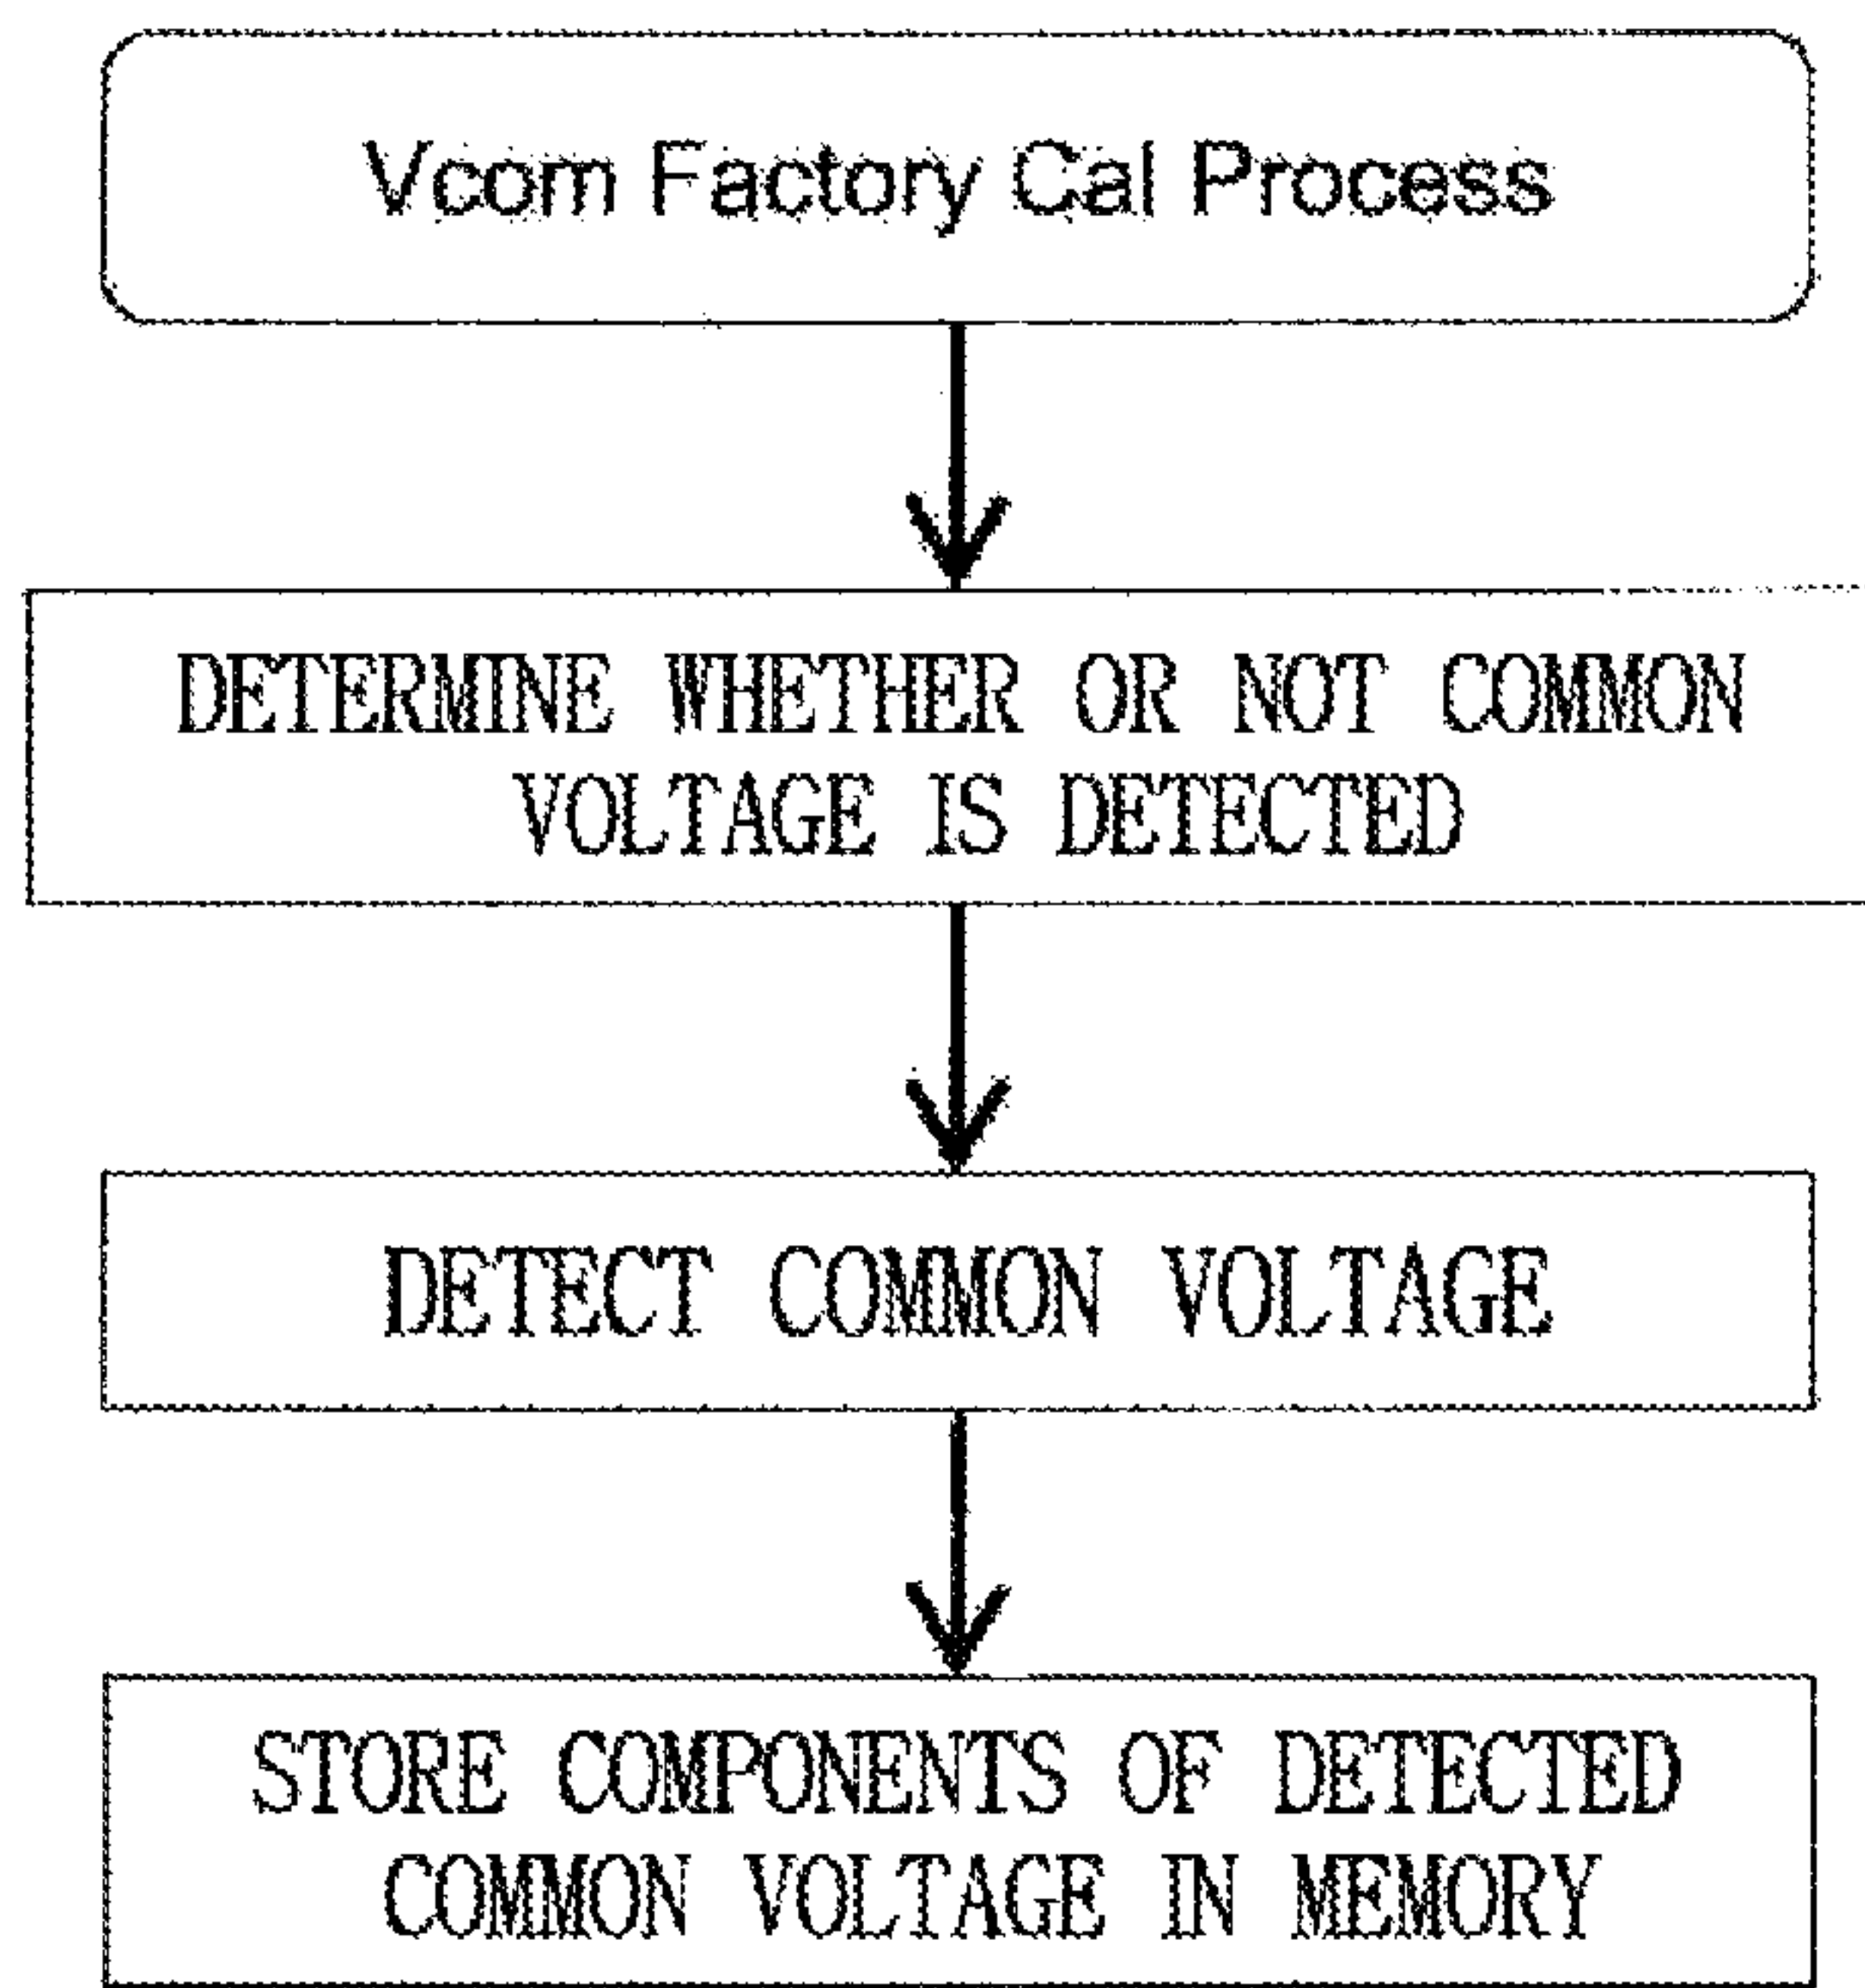 Vcom Factory Cal Process
DETERMINE WHETHER OR NOT COMMON
VOLTAGE IS DETECTED
DETECT COMMON VOLTAGE
STORE COMPONENTS OF DETECTED
COMMON VOLTAGE IN MEMORY